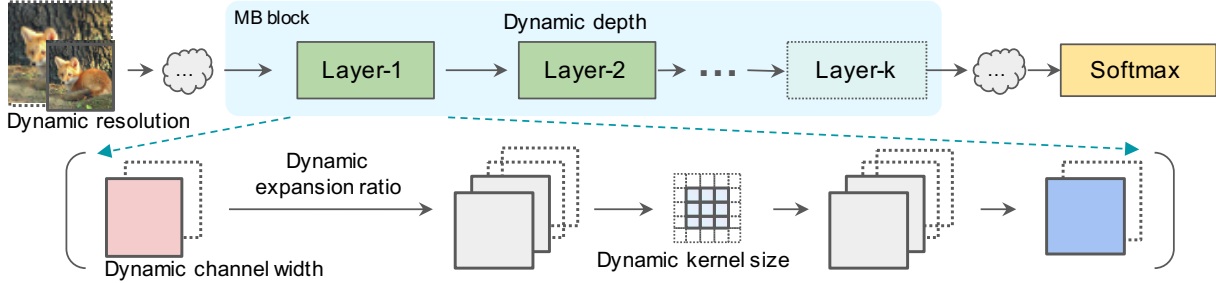 MB block
Dynamic depth
...
Layer-1
Layer-2
...
Layer-k
...
Softmax
Dynamic resolution
Dynamic
expansion ratio
Dynamic channel width
Dynamic kernel size